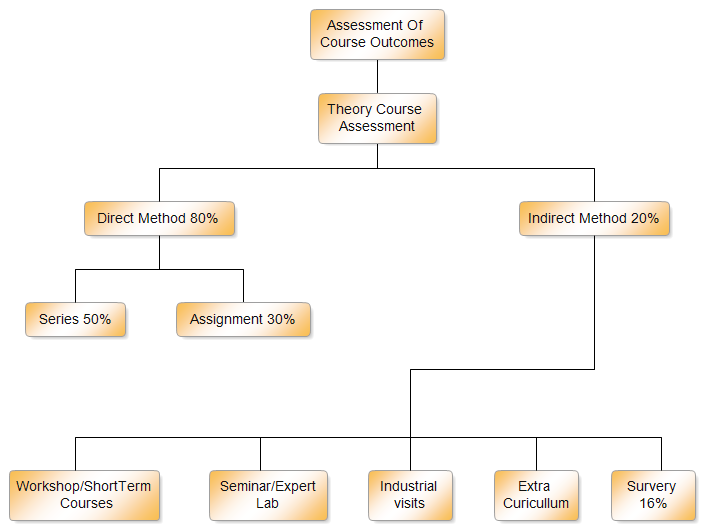 Assessment Of
Course Outcomes
Theory Course
Assessment
Direct Method 80%
Indirect Method 20%
Series 50%
Assignment 30%
Workshop/ShortTerm
Courses
Seminar/Expert
Lab
Industrial
visits
Extra
Curicullum
Survery
16%